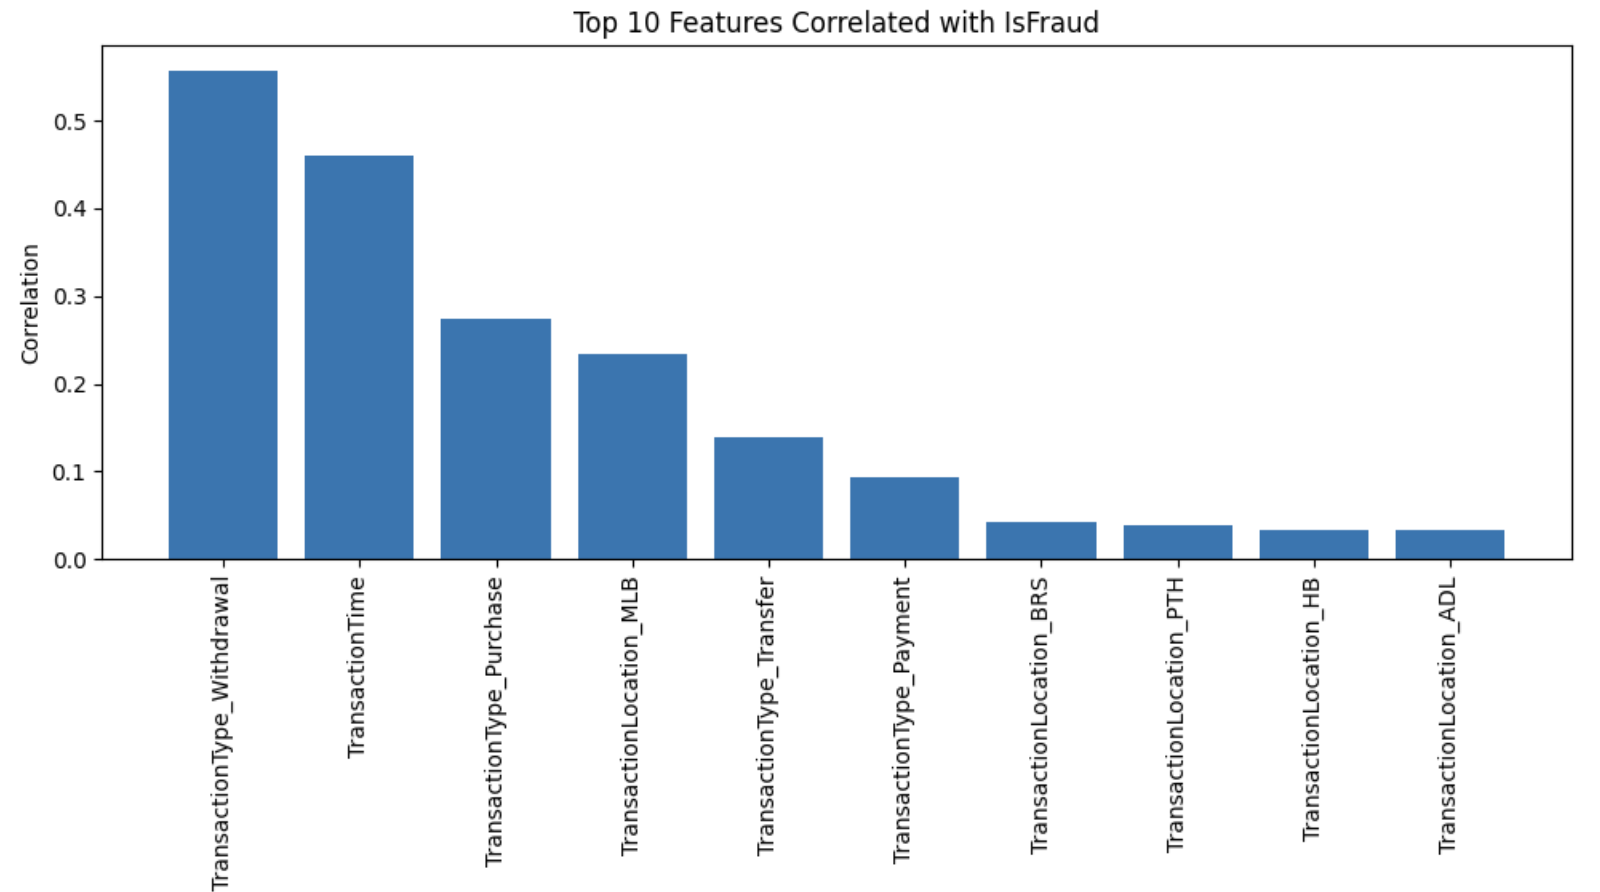 Top 10 Features Correlated with IsFraud
Correlation
0.5
0.4
0.3
0.2
0.1
0.0
TransactionType_Withdrawal
TransactionTime
TransactionType_Purchase
TransactionLocation_MLB
TransactionType_Transfer
TransactionType_Payment
TransactionLocation_BRS
TransactionLocation_PTH
TransactionLocation_HB
TransactionLocation_ADL